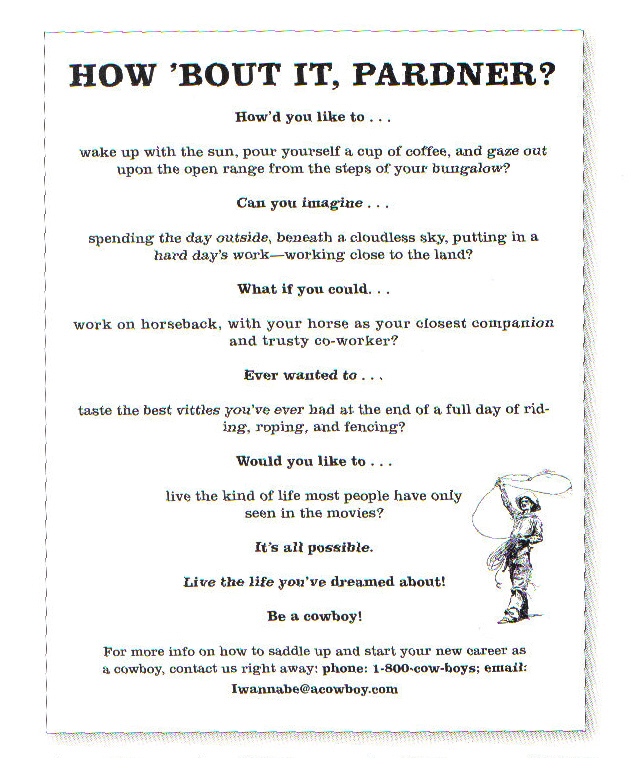 HOW 'BOUT IT, PARDNER?
How'd you like to . . .
wake up with the sun, pour yourself a cup of coffee, and gaze out
upon the open range from the steps of your bungalow?
Can you imagine . . .
spending the day outside, beneath a cloudless sky, putting in a
hard day's work—working close to the land?
What if you could. . .
work on horseback, with your horse as your closest companion
and trusty co-worker?
Ever wanted to . . .
taste the best vittles you've ever had at the end of a full day of rid-
ing, roping, and fencing?
Would you like to . . .
live the kind of life most people have only
seen in the movies?
It's all possible.
Live the life you've dreamed about!
Be a cowboy!
For more info on how to saddle up and start your new career as
a cowboy, contact us right away: phone: 1-800-cow-boys; email:
Iwannabe@acowboy.com